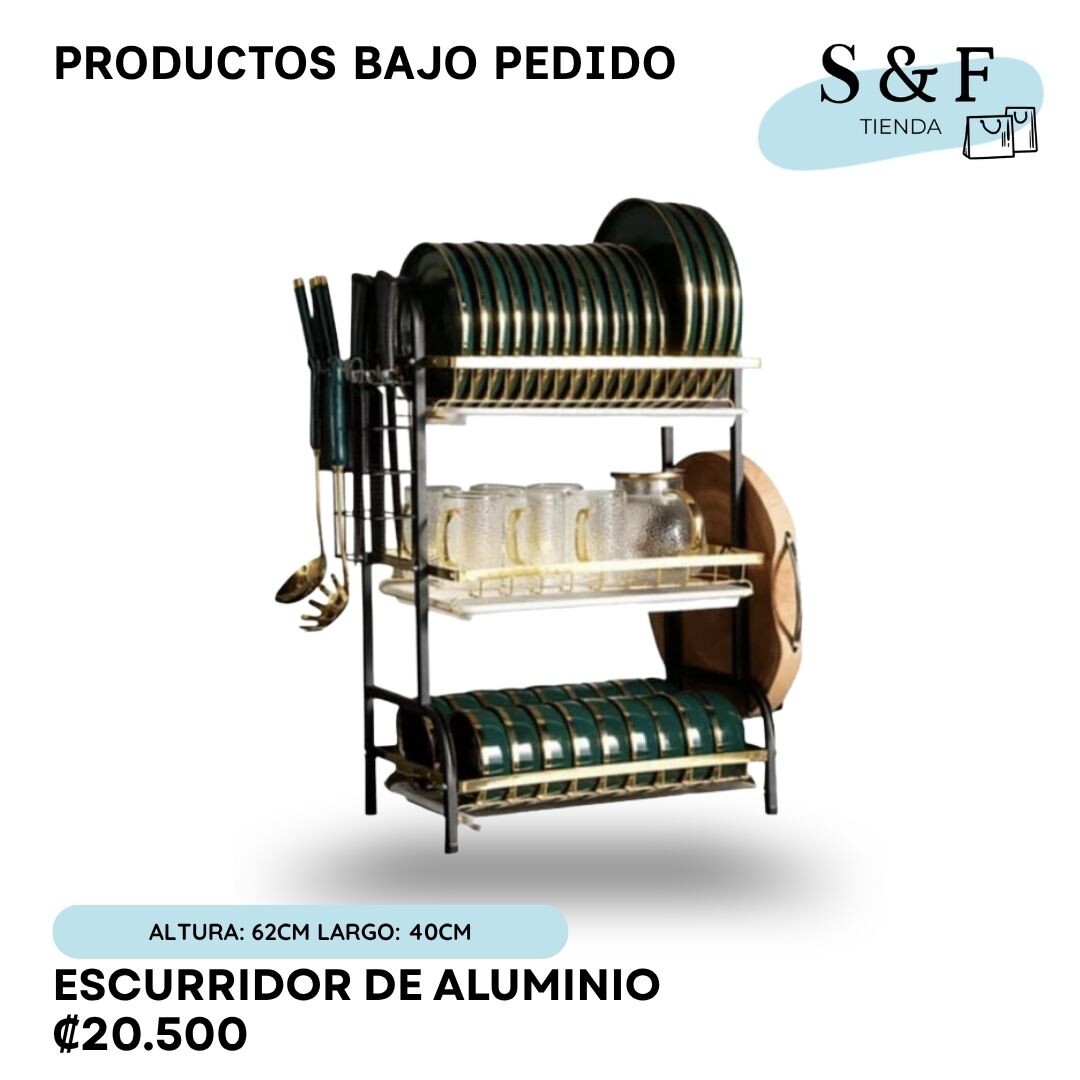 PRODUCTOS BAJO PEDIDO
S & F
TIENDA
ALTURA: 62CM LARGO: 40CM
ESCURRIDOR DE ALUMINIO
₡20.500